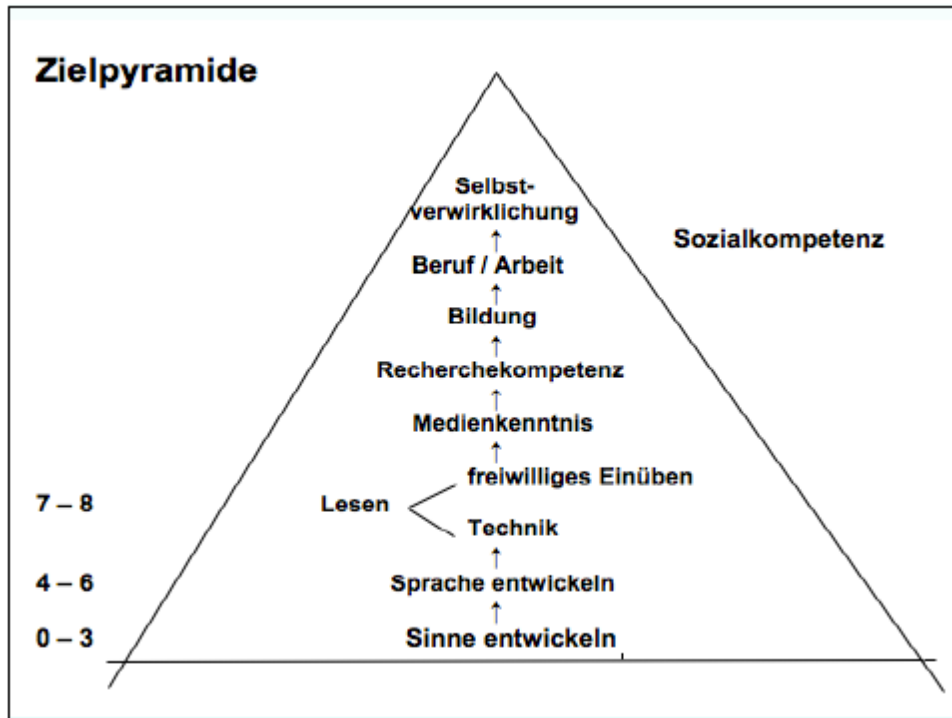 Zielpyramide
Selbst-
verwirklichung
Sozialkompetenz
↑
Beruf / Arbeit
↑
Bildung
↑
Recherchekompetenz
↑
Medienkenntnis
↑
freiwilliges Einüben
7 – 8 Lesen
Technik
↑
4 – 6 Sprache entwickeln
↑
0 – 3 Sinne entwickeln